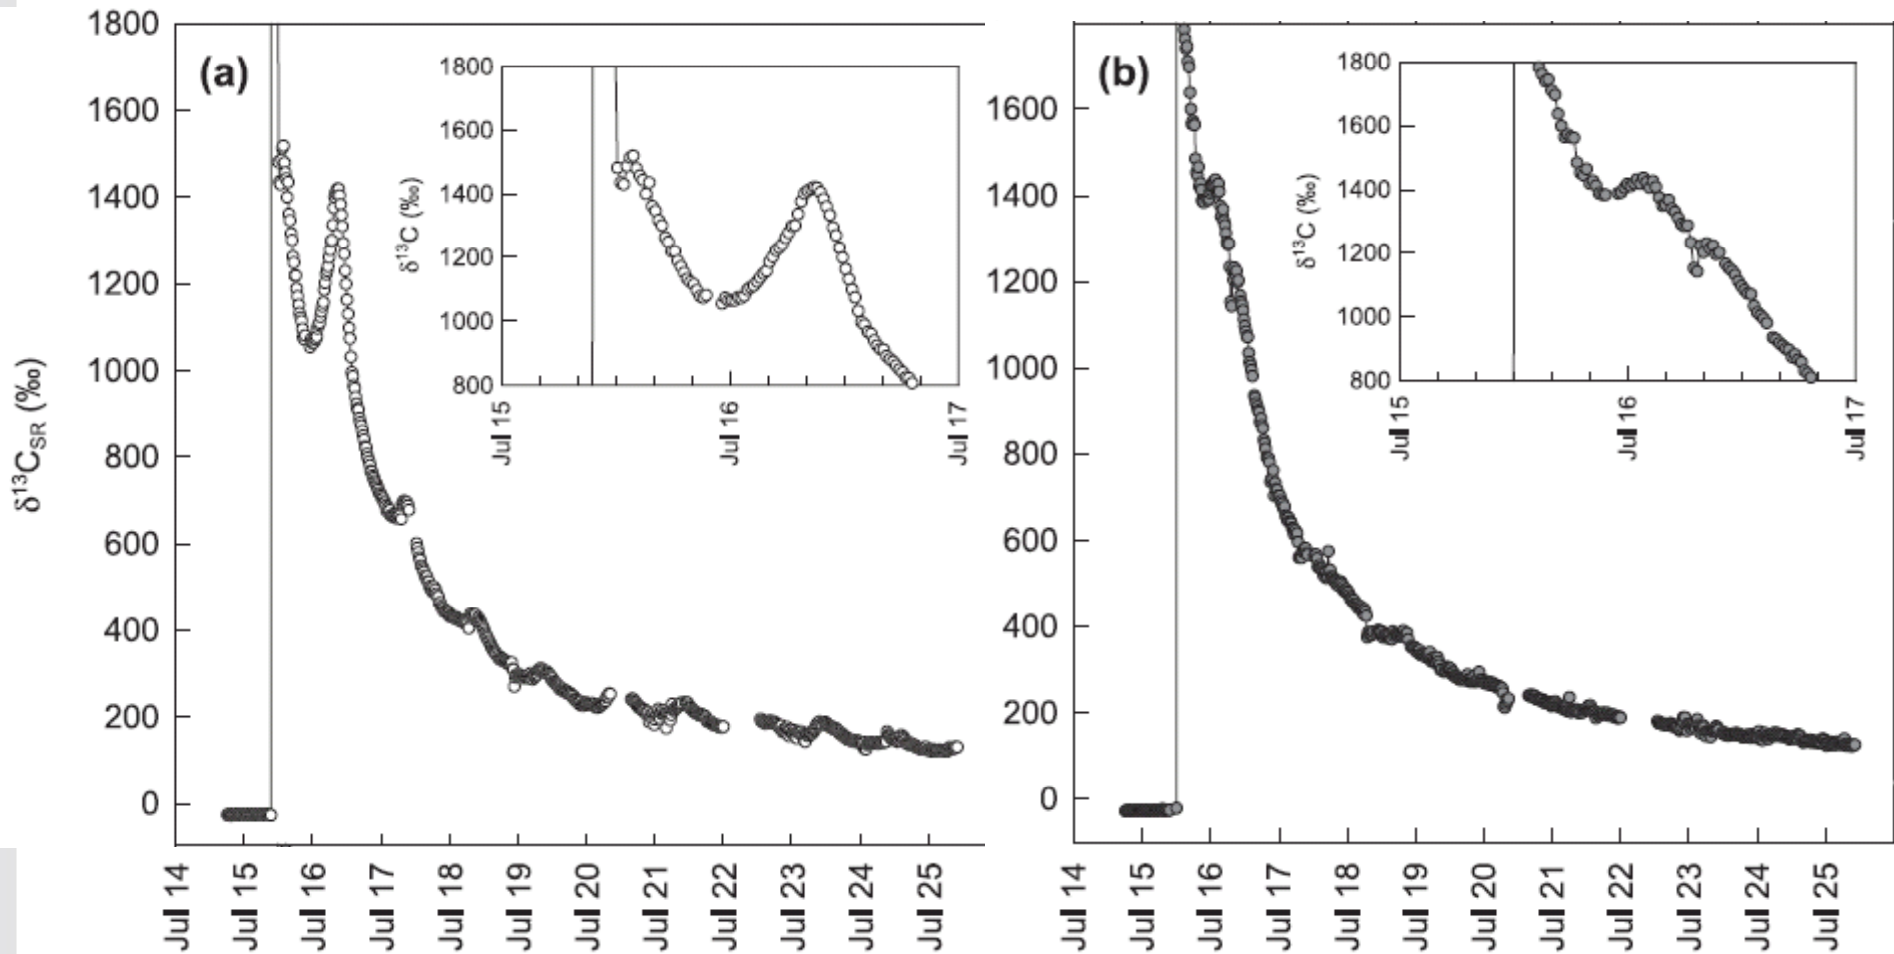 (a)
δ13CSR (‰)
1800
1600
1400
1200
1000
800
600
400
200
0
Jul 14
Jul 15
Jul 16
Jul 17
Jul 18
Jul 19
Jul 20
Jul 21
Jul 22
Jul 23
Jul 24
Jul 25
δ13C (‰)
1800
1600
1400
1200
1000
800
Jul 15
Jul 16
Jul 17
(b)
1600
1400
1200
1000
800
600
400
200
0
Jul 14
Jul 15
Jul 16
Jul 17
Jul 18
Jul 19
Jul 20
Jul 21
Jul 22
Jul 23
Jul 24
Jul 25
δ13C (‰)
1800
1600
1400
1200
1000
800
Jul 15
Jul 16
Jul 17